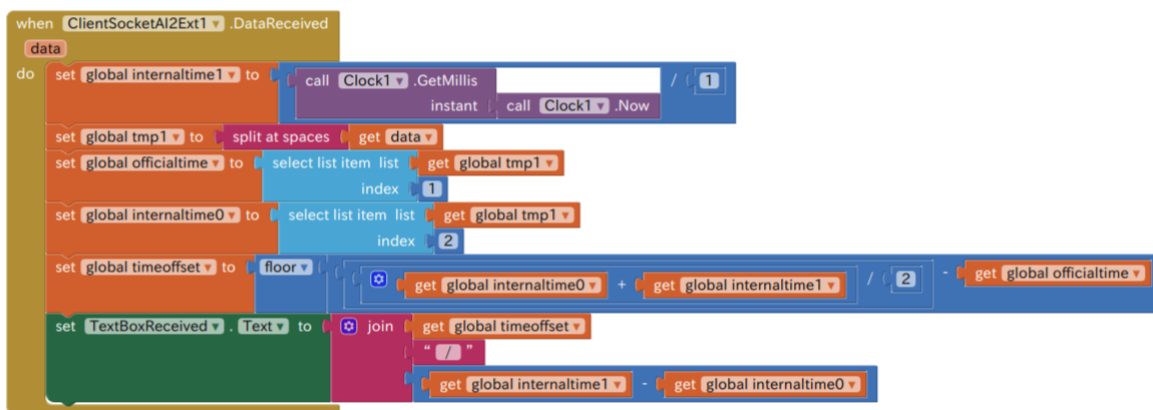 when ClientSocketAI2Ext1 .DataReceived
data
do set global internaltime1 to call Clock1 .GetMillis / 1
instant call Clock1 .Now
set global tmp1 to split at spaces get data
set global officialtime to select list item list get global tmp1
index 1
set global internaltime0 to select list item list get global tmp1
index 2
set global timeoffset to floor get global internaltime0 + get global internaltime1 / 2 - get global officialtime
set TextBoxReceived . Text to join get global timeoffset
“ / ”
get global internaltime1 - get global internaltime0